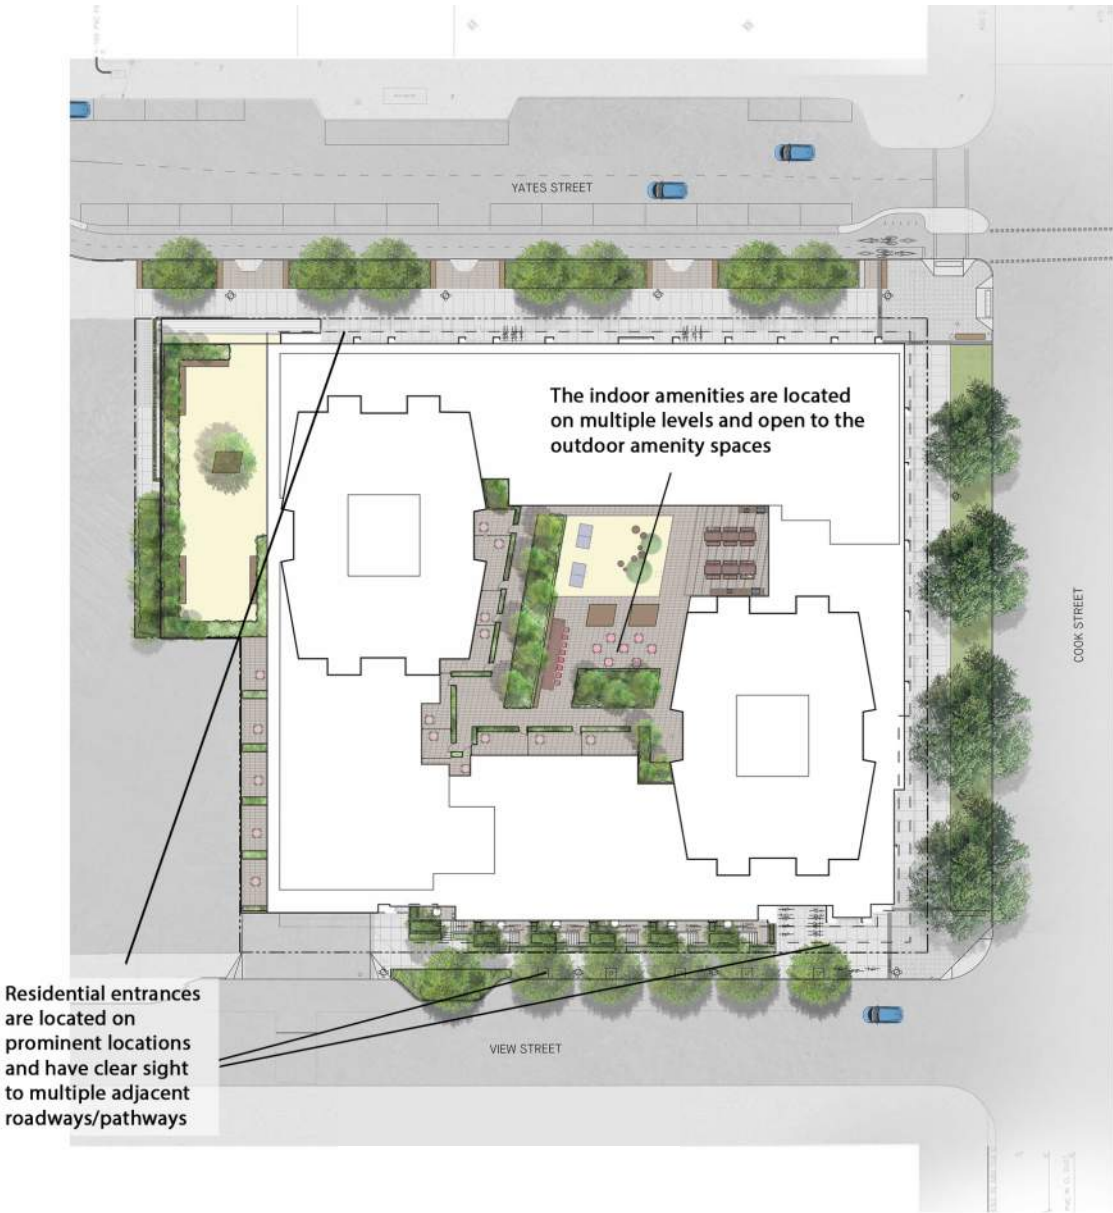 YATES STREET
The indoor amenities are located
on multiple levels and open to the
outdoor amenity spaces
COOK STREET
Residential entrances
are located on
prominent locations
and have clear sight
to multiple adjacent
roadways/pathways
VIEW STREET